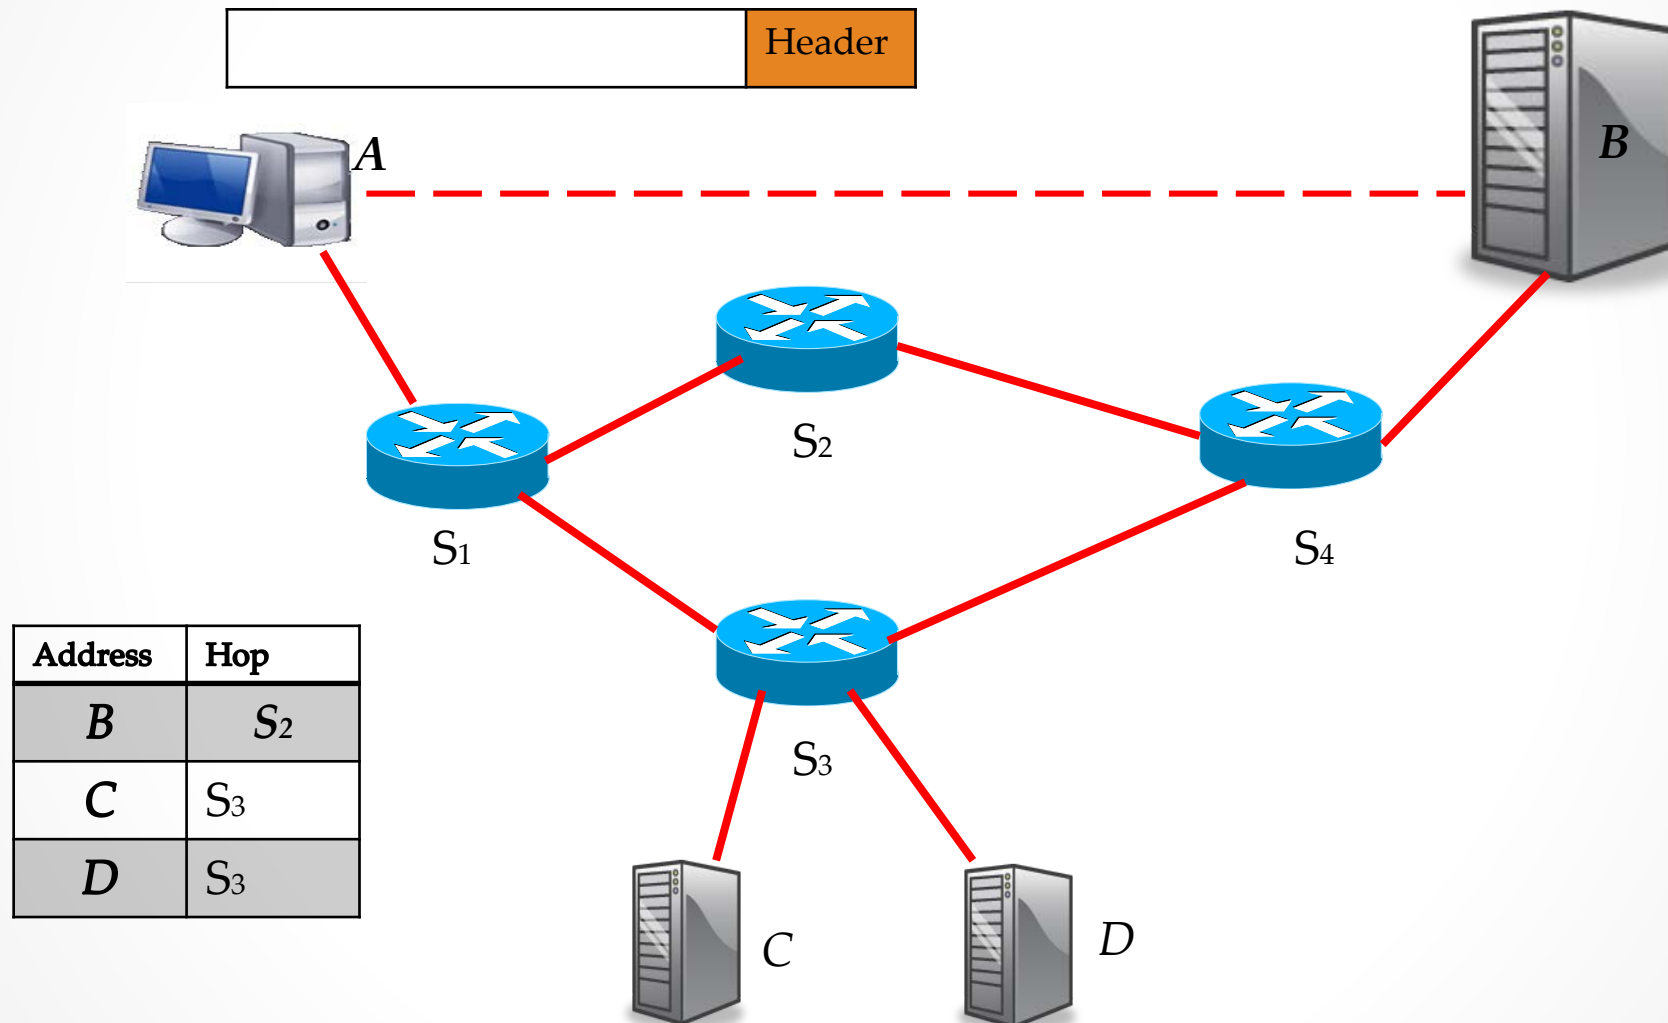 Header
A
B
S2
S1
S4
Address Hop
B S2
C S3
D S3
S3
C
D